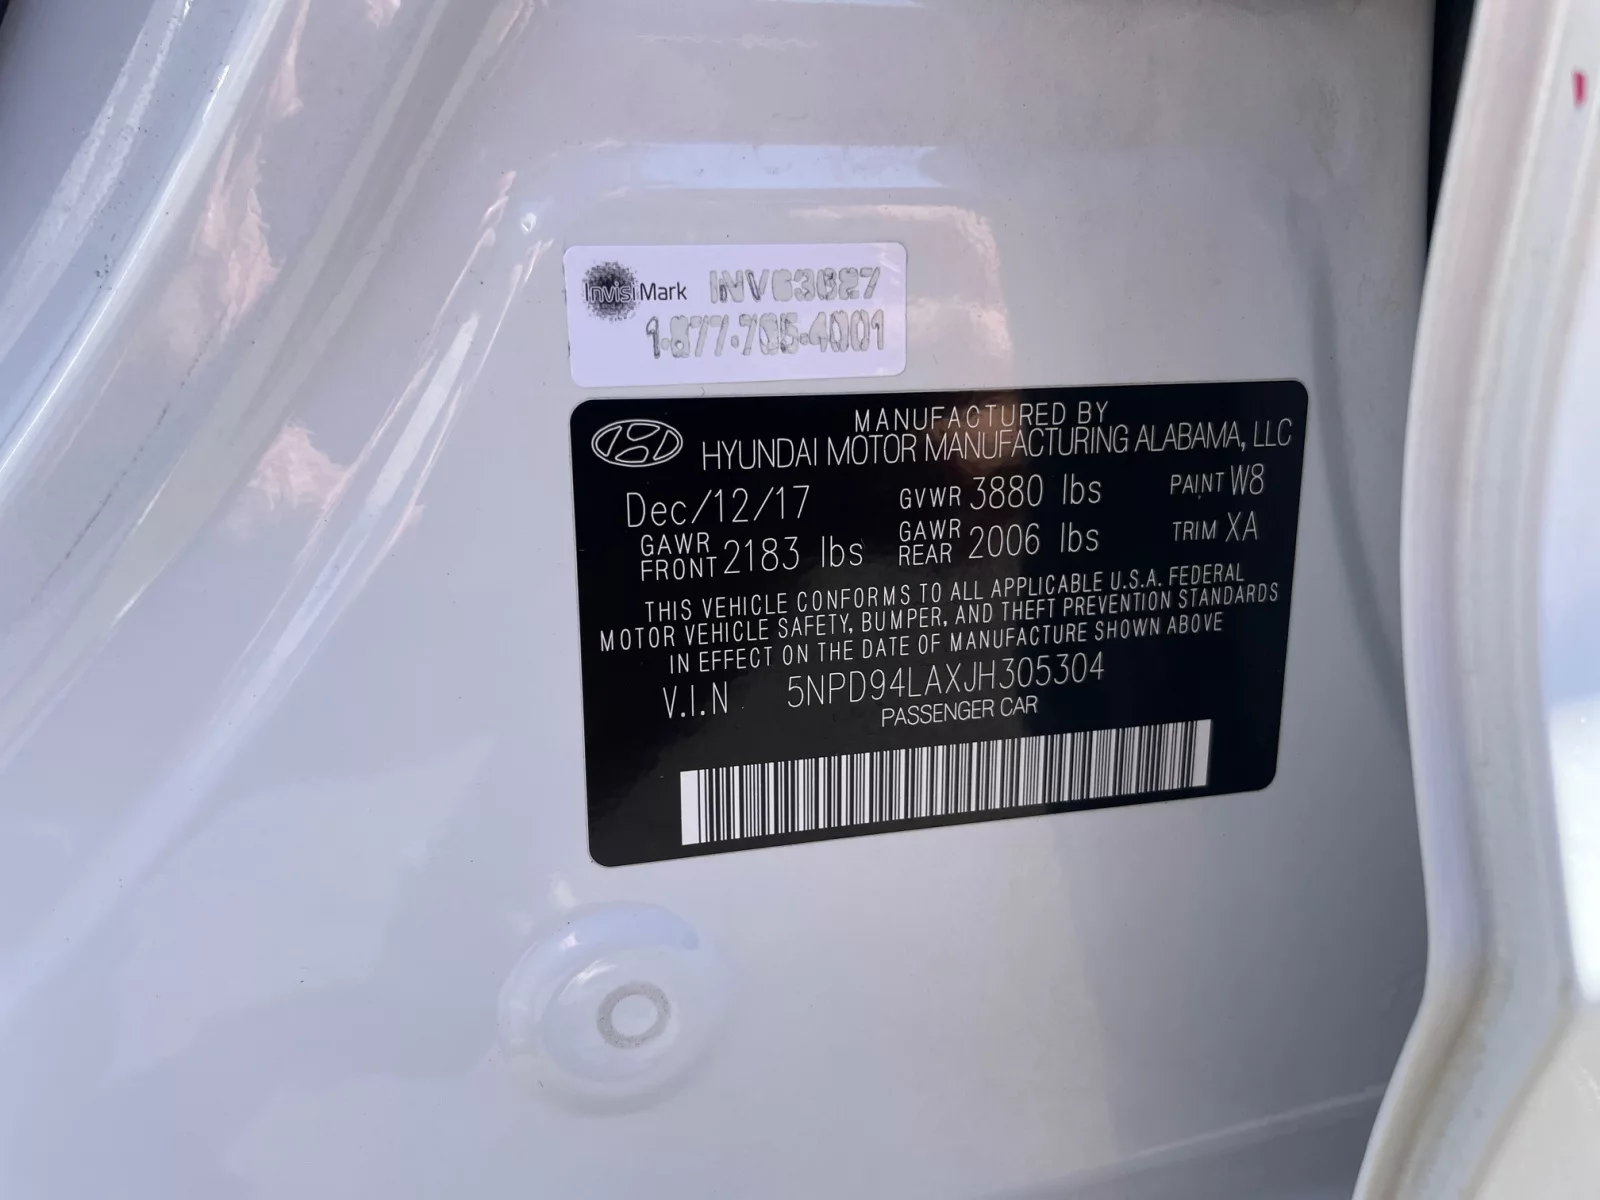 InvisiMark INVC3627
1-877-705-4001
MANUFACTURED BY
HYUNDAI MOTOR MANUFACTURING ALABAMA, LLC
Dec/12/17 GVWR 3880 lbs PAINT W8
GAWR FRONT 2183 lbs GAWR REAR 2006 lbs TRIM XA
THIS VEHICLE CONFORMS TO ALL APPLICABLE U.S.A. FEDERAL
MOTOR VEHICLE SAFETY, BUMPER, AND THEFT PREVENTION STANDARDS
IN EFFECT ON THE DATE OF MANUFACTURE SHOWN ABOVE
V.I.N 5NPD94LAXJH305304
PASSENGER CAR